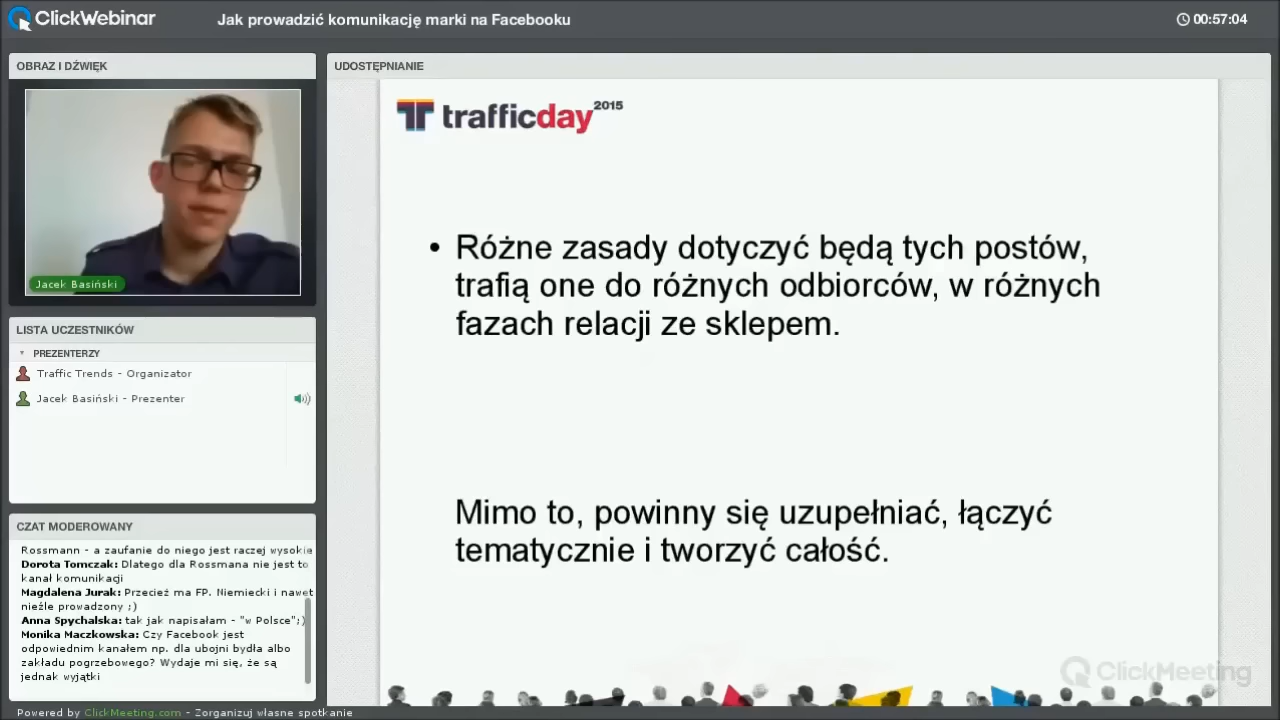 ClickWebinar
Jak prowadzić komunikację marki na Facebooku
00:57:04
OBRAZ I DŹWIĘK
Jacek Basiński
LISTA UCZESTNIKÓW
PREZENTERZY
Traffic Trends - Organizator
Jacek Basiński - Prezenter
CZAT MODEROWANY
Rossmann - a zaufanie do niego jest raczej wysokie
Dorota Tomczak: Dlatego dla Rossmana nie jest to
kanał komunikacji
Magdalena Jurak: Przecież ma FP. Niemiecki i nawet
nieźle prowadzony ;)
Anna Spychalska: tak jak napisałam - "w Polsce";)
Monika Maczkowska: Czy Facebook jest
odpowiednim kanałem np. dla ubojni bydła albo
zakładu pogrzebowego? Wydaje mi się, że są
jednak wyjątki
UDOSTĘPNIANIE
trafficday 2015
• Różne zasady dotyczyć będą tych postów,
trafią one do różnych odbiorców, w różnych
fazach relacji ze sklepem.
Mimo to, powinny się uzupełniać, łączyć
tematycznie i tworzyć całość.
ClickMeeting
Powered by ClickMeeting.com - Zorganizuj własne spotkanie